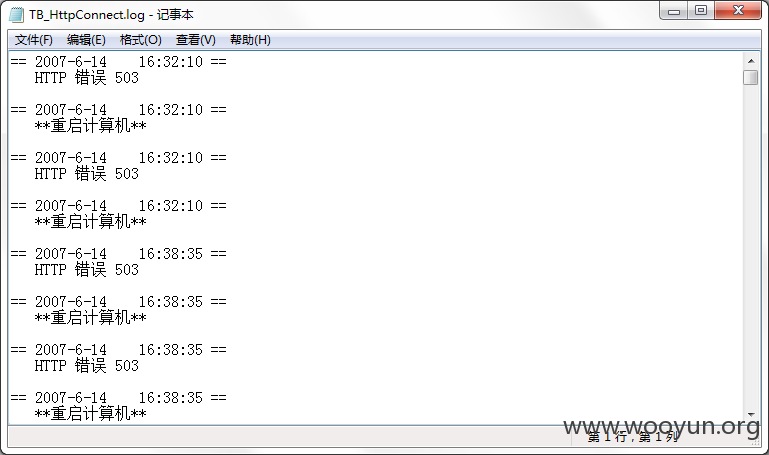 TB_HttpConnect.log - 记事本
文件(F) 编辑(E) 格式(O) 查看(V) 帮助(H)
== 2007-6-14    16:32:10 ==
   HTTP 错误 503
== 2007-6-14    16:32:10 ==
   **重启计算机**
== 2007-6-14    16:32:10 ==
   HTTP 错误 503
== 2007-6-14    16:32:10 ==
   **重启计算机**
== 2007-6-14    16:38:35 ==
   HTTP 错误 503
== 2007-6-14    16:38:35 ==
   **重启计算机**
== 2007-6-14    16:38:35 ==
   HTTP 错误 503
== 2007-6-14    16:38:35 ==
   **重启计算机**
www.wooyun.org
第 1 行，第 1 列